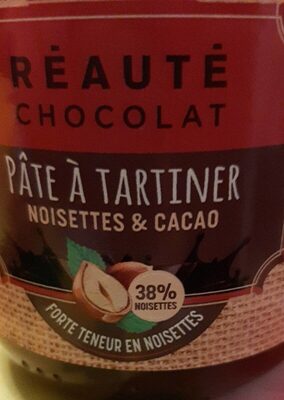 RÉAUTÉ
CHOCOLAT
PÂTE À TARTINER
NOISETTES & CACAO
38%
NOISETTES
FORTE TENEUR EN NOISETTES